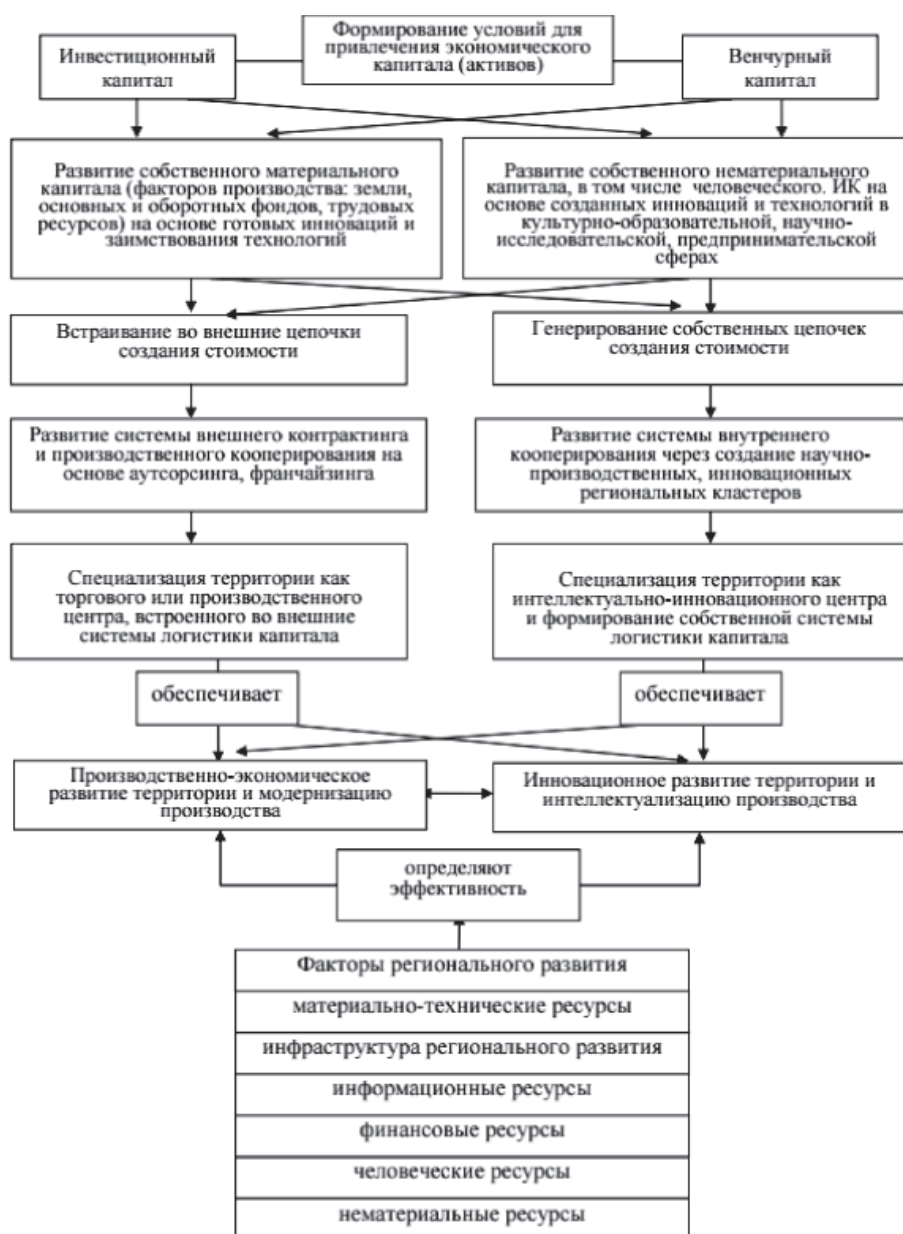 Формирование условий для
привлечения экономического
капитала (активов)
Инвестиционный
капитал
Венчурный
капитал
Развитие собственного материального
капитала (факторов производства: земли,
основных и оборотных фондов, трудовых
ресурсов) на основе готовых инноваций и
заимствования технологий
Развитие собственного нематериального
капитала, в том числе человеческого. ИК на
основе созданных инноваций и технологий в
культурно-образовательной, научно-
исследовательской, предпринимательской
сферах
Встраивание во внешние цепочки
создания стоимости
Генерирование собственных цепочек
создания стоимости
Развитие системы внешнего контрактинга
и производственного кооперирования на
основе аутсорсинга, франчайзинга
Развитие системы внутреннего
кооперирования через создание научно-
производственных, инновационных
региональных кластеров
Специализация территории как
торгового или производственного
центра, встроенного во внешние
системы логистики капитала
Специализация территории как
интеллектуально-инновационного центра
и формирование собственной системы
логистики капитала
обеспечивает
обеспечивает
Производственно-экономическое
развитие территории и модернизацию
производства
Инновационное развитие территории и
интеллектуализацию производства
определяют
эффективность
Факторы регионального развития
материально-технические ресурсы
инфраструктура регионального развития
информационные ресурсы
финансовые ресурсы
человеческие ресурсы
нематериальные ресурсы